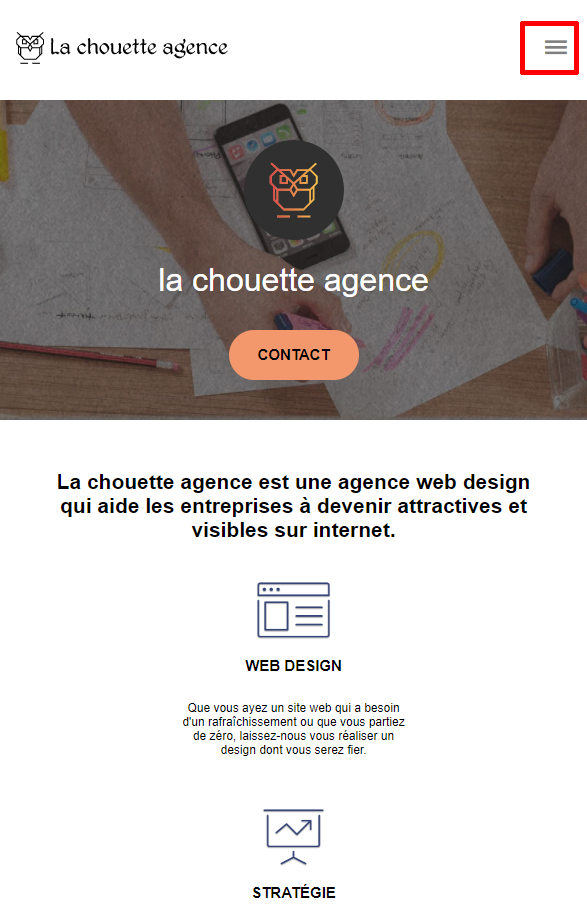 La chouette agence
la chouette agence
CONTACT
La chouette agence est une agence web design
qui aide les entreprises à devenir attractives et
visibles sur internet.
WEB DESIGN
Que vous ayez un site web qui a besoin
d'un rafraîchissement ou que vous partiez
de zéro, laissez-nous vous réaliser un
design dont vous serez fier.
STRATÉGIE